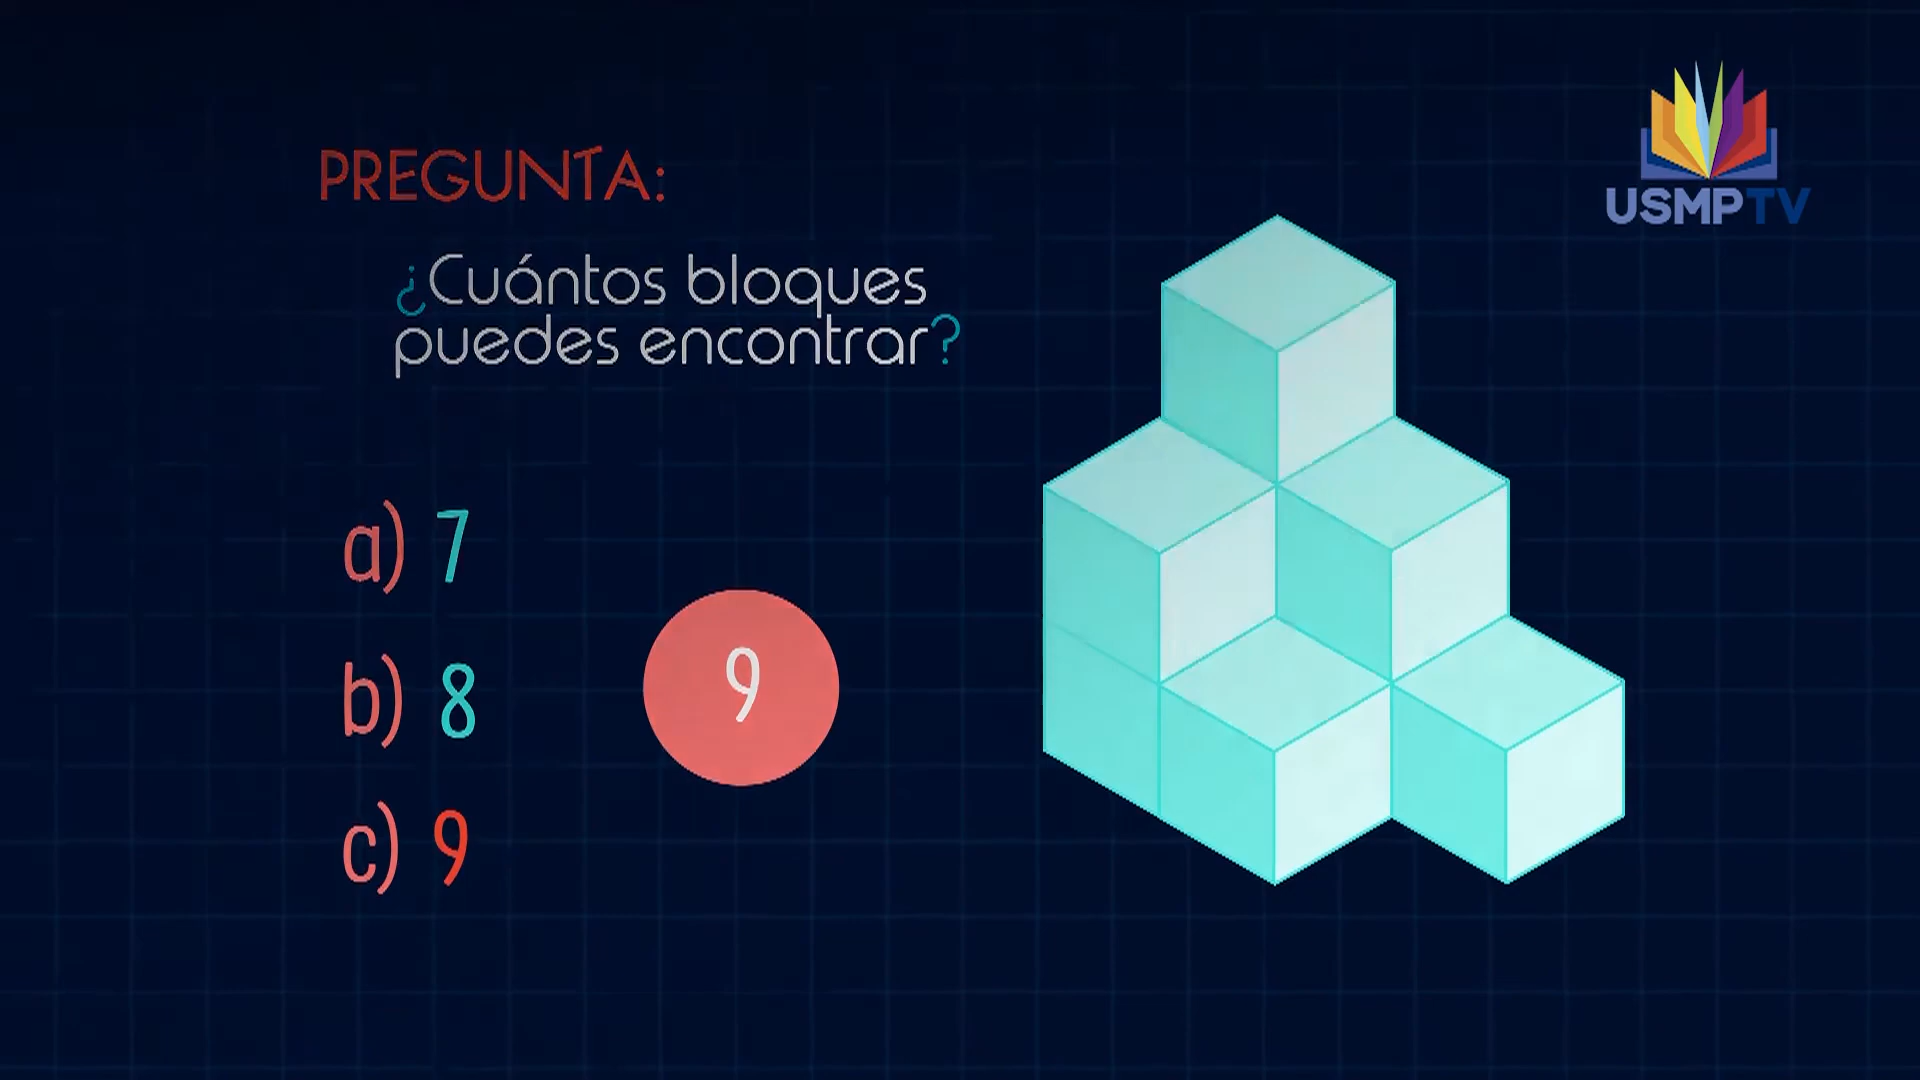 PREGUNTA:
¿Cuántos bloques
puedes encontrar?
a) 7
b) 8
c) 9
9
USMPTV